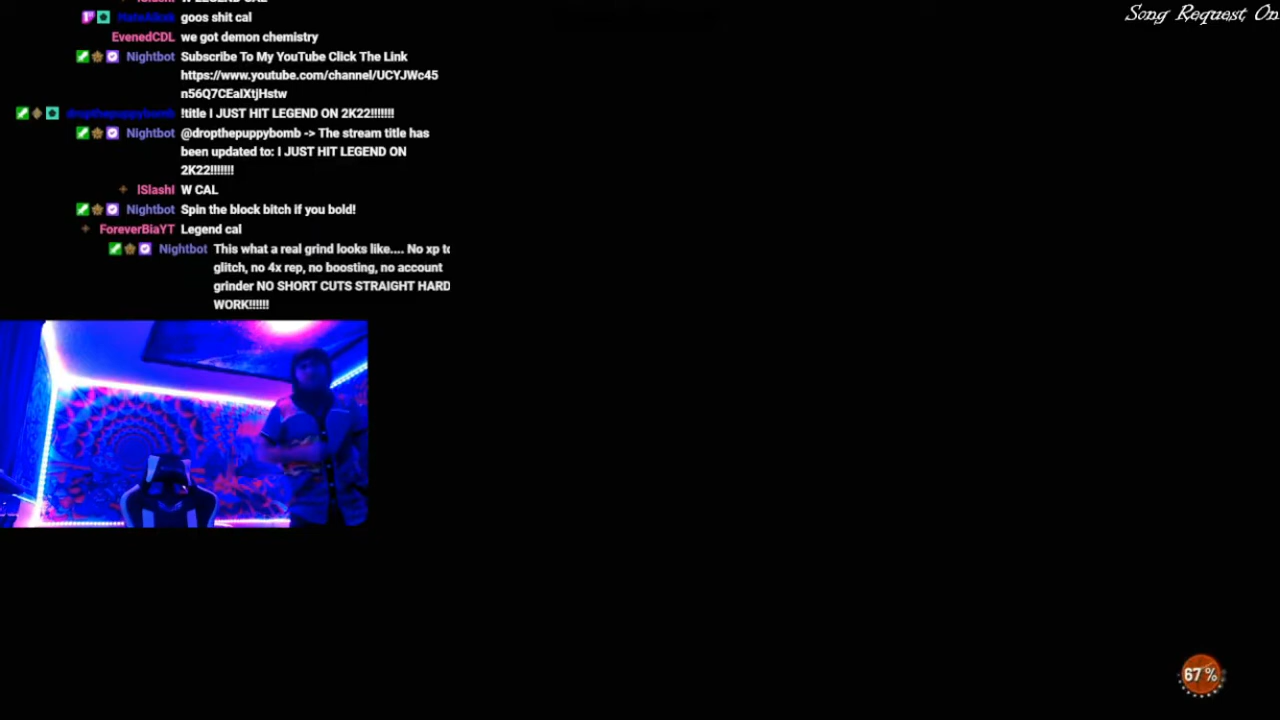 goos shit cal
EvenedCDL we got demon chemistry
Nightbot Subscribe To My YouTube Click The Link
https://www.youtube.com/channel/UCYJWc45
n56Q7CEaIXtjHstw
dropthepuppybomb !title I JUST HIT LEGEND ON 2K22!!!!!!!
Nightbot @dropthepuppybomb -> The stream title has
been updated to: I JUST HIT LEGEND ON
2K22!!!!!!!
ISlashI W CAL
Nightbot Spin the block bitch if you bold!
ForeverBiaYT Legend cal
Nightbot This what a real grind looks like.... No xp
glitch, no 4x rep, no boosting, no account
grinder NO SHORT CUTS STRAIGHT HARD
WORK!!!!!!
Song Request On
67%